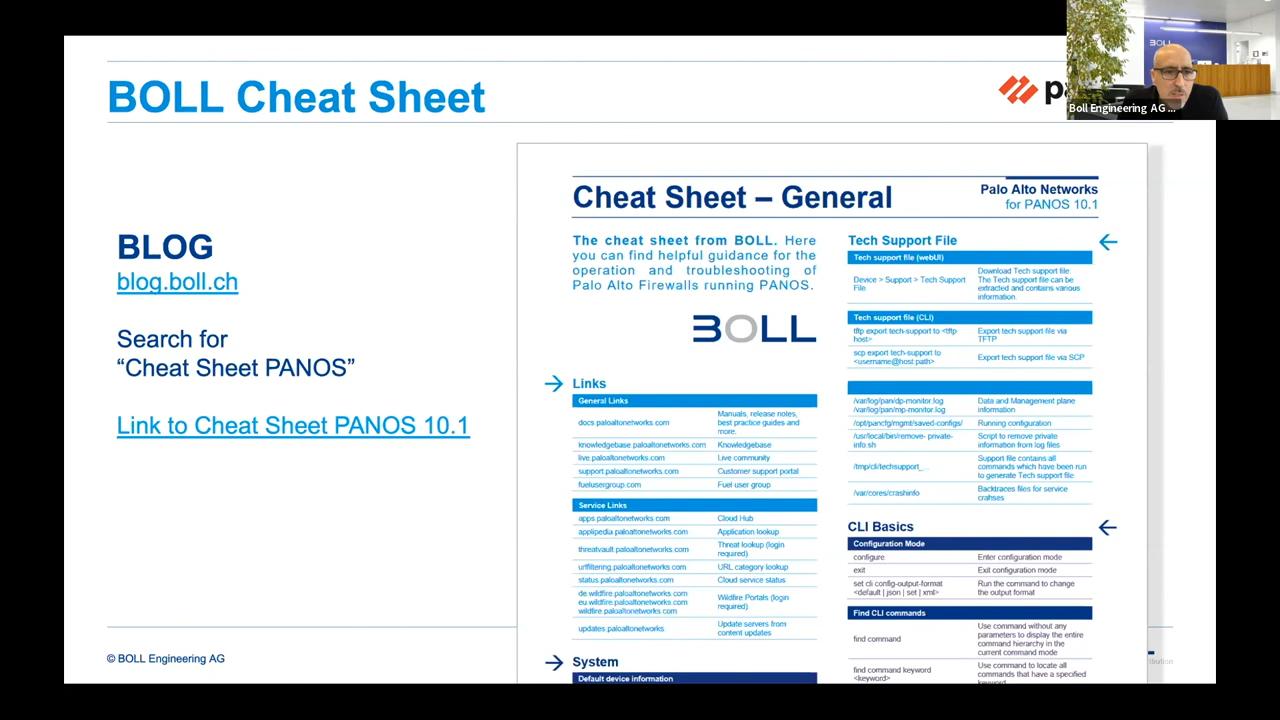 BOLL Cheat Sheet
BOLL
Boll Engineering AG ...
BLOG
blog.boll.ch
Search for
“Cheat Sheet PANOS”
Link to Cheat Sheet PANOS 10.1
© BOLL Engineering AG
Cheat Sheet – General
Palo Alto Networks
for PANOS 10.1
The cheat sheet from BOLL. Here
you can find helpful guidance for the
operation and troubleshooting of
Palo Alto Firewalls running PANOS.
BOLL
Links
General Links
docs.paloaltonetworks.com
Manuals, release notes,
best practice guides and
more.
knowledgebase.paloaltonetworks.com Knowledgebase
live.paloaltonetworks.com Live community
support.paloaltonetworks.com Customer support portal
fuelusergroup.com Fuel user group
Service Links
apps.paloaltonetworks.com Cloud Hub
applipedia.paloaltonetworks.com Application lookup
threatvault.paloaltonetworks.com
Threat lookup (login
required)
urlfiltering.paloaltonetworks.com URL category lookup
status.paloaltonetworks.com Cloud service status
de.wildfire.paloaltonetworks.com
eu.wildfire.paloaltonetworks.com
wildfire.paloaltonetworks.com
Wildfire Portals (login
required)
updates.paloaltonetworks
Update servers from
content updates
System
Default device information
Tech Support File
Tech support file (webUI)
Device > Support > Tech Support
File
Download Tech support file.
The Tech support file can be
extracted and contains various
information.
Tech support file (CLI)
tftp export tech-support to <tftp
host>
Export tech support file via
TFTP
scp export tech-support to
<username@host:path>
Export tech support file via SCP
/var/log/pan/dp-monitor.log
/var/log/pan/mp-monitor.log
Data and Management plane
information
/opt/pancfg/mgmt/saved-configs/ Running configuration
/usr/local/bin/remove- private-
info.sh
Script to remove private
information from log files
/tmp/cli/techsupport_...
Support file contains all
commands which have been run
to generate Tech support file
/var/cores/crashinfo
Backtraces files for service
crahses
CLI Basics
Configuration Mode
configure Enter configuration mode
exit Exit configuration mode
set cli config-output-format
<default | json | set | xml>
Run the command to change
the output format
Find CLI commands
find command
Use command without any
parameters to display the entire
command hierarchy in the
current command mode
find command keyword
<keyword>
Use command to locate all
commands that have a specified
keyword